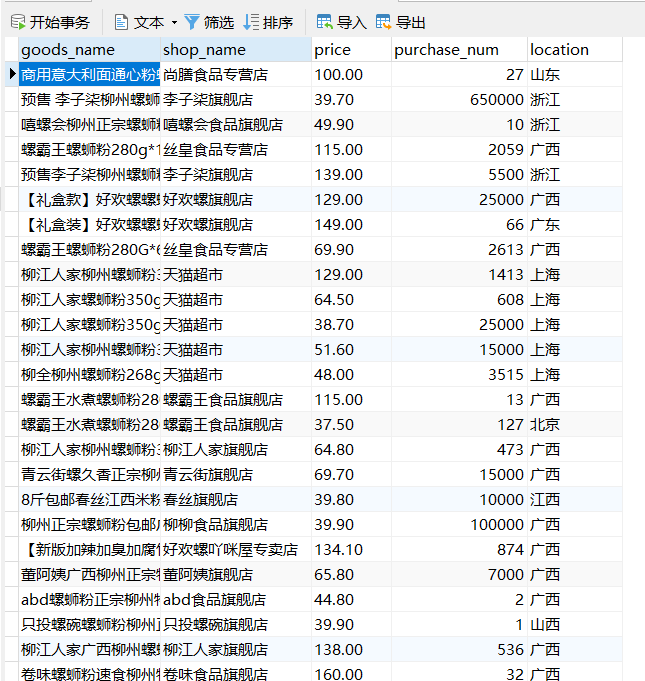 开始事务 文本 筛选 排序 导入 导出
goods_name shop_name price purchase_num location
商用意大利面通心粉 尚膳食品专营店 100.00 27 山东
预售 李子柒柳州螺蛳 李子柒旗舰店 39.70 650000 浙江
嘻螺会柳州正宗螺蛳粉 嘻螺会食品旗舰店 49.90 10 浙江
螺霸王螺蛳粉280g*1 丝皇食品专营店 115.00 2059 广西
预售李子柒柳州螺蛳 李子柒旗舰店 139.00 5500 浙江
【礼盒款】好欢螺螺蛳 好欢螺旗舰店 129.00 25000 广西
【礼盒装】好欢螺螺蛳 好欢螺旗舰店 149.00 66 广东
螺霸王螺蛳粉280G*6 丝皇食品专营店 69.90 2613 广西
柳江人家柳州螺蛳粉3 天猫超市 129.00 1413 上海
柳江人家螺蛳粉350g 天猫超市 64.50 608 上海
柳江人家螺蛳粉350g 天猫超市 38.70 25000 上海
柳江人家柳州螺蛳粉3 天猫超市 51.60 15000 上海
柳全柳州螺蛳粉268g 天猫超市 48.00 3515 上海
螺霸王水煮螺蛳粉28 螺霸王食品旗舰店 115.00 13 广西
螺霸王水煮螺蛳粉28 螺霸王食品旗舰店 37.50 127 北京
柳江人家柳州螺蛳粉3 柳江人家旗舰店 64.80 473 广西
青云街螺久香正宗柳州 青云街旗舰店 69.70 15000 广西
8斤包邮春丝江西米粉 春丝旗舰店 39.80 10000 江西
柳州正宗螺蛳粉包邮 柳柳食品旗舰店 39.90 100000 广西
【新版加辣加臭加腐竹 好欢螺吖咪屋专卖店 134.10 874 广西
董阿姨广西柳州正宗 董阿姨旗舰店 65.80 7000 广西
abd螺蛳粉正宗柳州特 abd食品旗舰店 44.80 2 广西
只投螺碗螺蛳粉柳州正 只投螺碗旗舰店 39.90 1 山西
柳江人家广西柳州螺蛳 柳江人家旗舰店 138.00 536 广西
卷味螺蛳粉速食柳州特 卷味食品旗舰店 160.00 32 广西